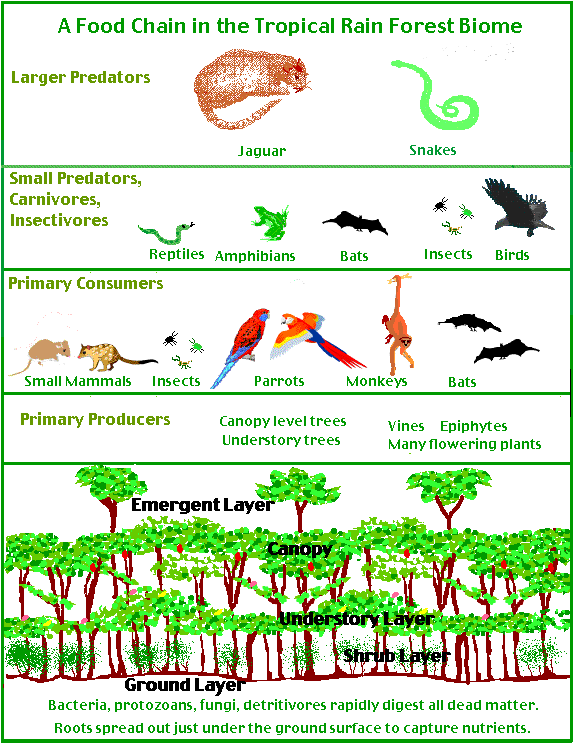 A Food Chain in the Tropical Rain Forest Biome
Larger Predators
Jaguar
Snakes
Small Predators,
Carnivores,
Insectivores
Reptiles
Amphibians
Bats
Insects
Birds
Primary Consumers
Small Mammals
Insects
Parrots
Monkeys
Bats
Primary Producers
Canopy level trees
Understory trees
Vines Epiphytes
Many flowering plants
Emergent Layer
Canopy
Understory Layer
Shrub Layer
Ground Layer
Bacteria, protozoans, fungi, detritivores rapidly digest all dead matter.
Roots spread out just under the ground surface to capture nutrients.